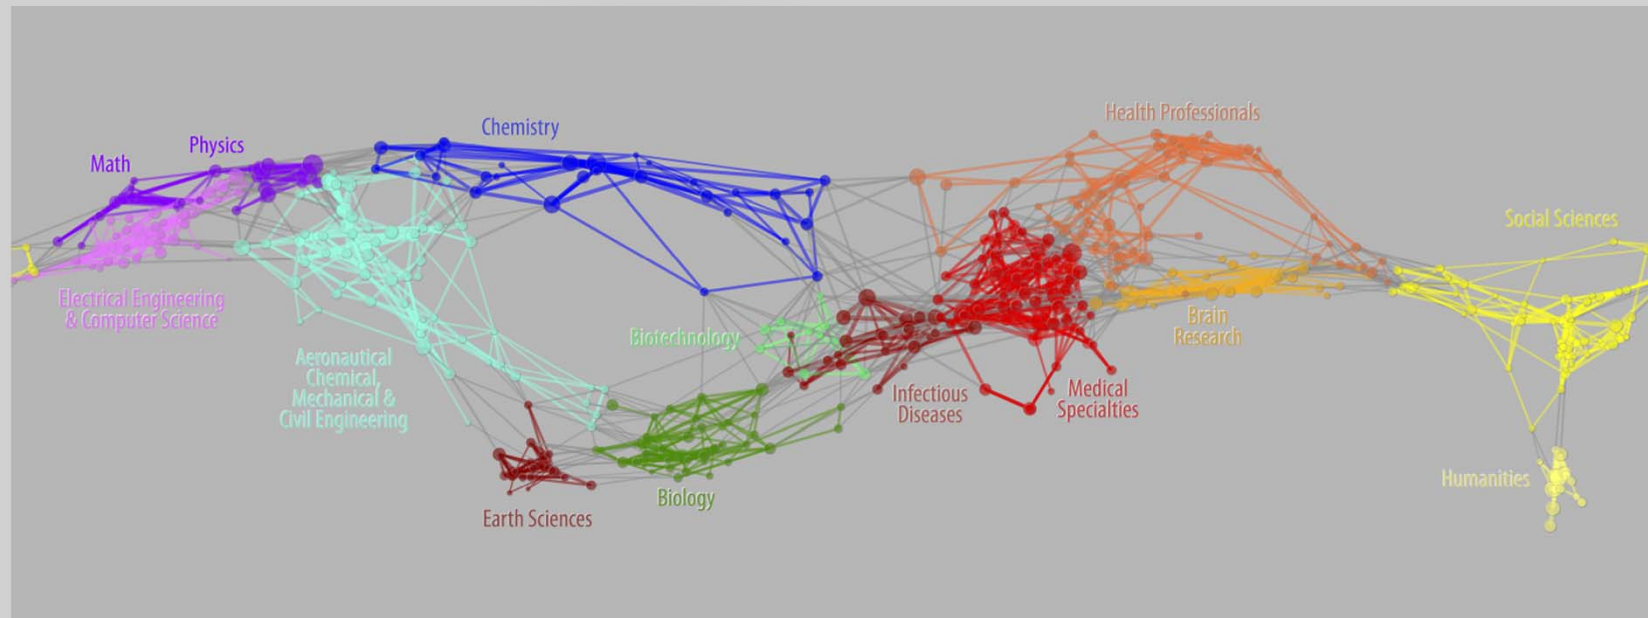 Math
Physics
Chemistry
Health Professionals
Social Sciences
Electrical Engineering
& Computer Science
Aeronautical
Chemical,
Mechanical &
Civil Engineering
Biotechnology
Brain
Research
Infectious
Diseases
Medical
Specialties
Humanities
Biology
Earth Sciences